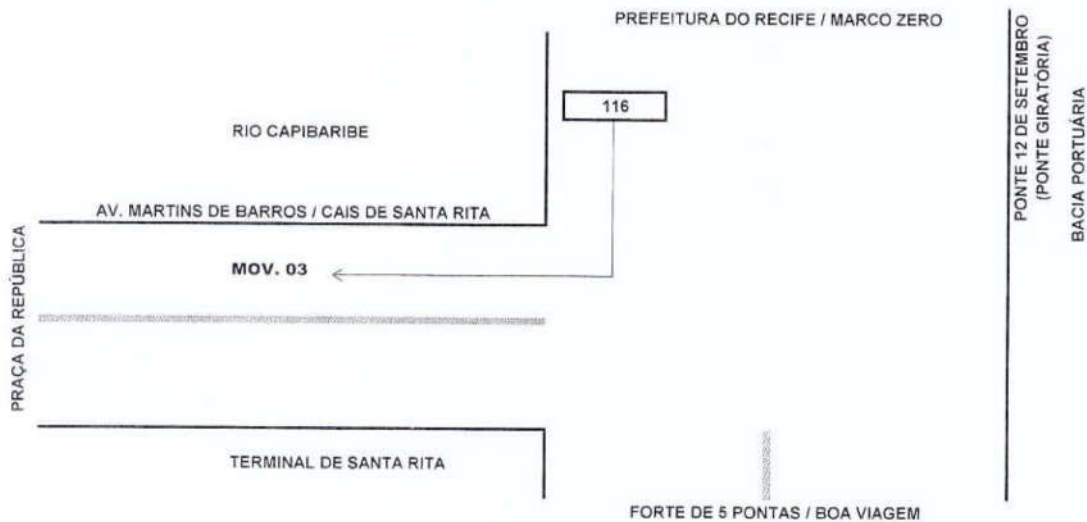 PREFEITURA DO RECIFE / MARCO ZERO
116
PONTE 12 DE SETEMBRO
(PONTE GIRATÓRIA)
BACIA PORTUÁRIA
RIO CAPIBARIBE
AV. MARTINS DE BARROS / CAIS DE SANTA RITA
PRAÇA DA REPÚBLICA
MOV. 03
TERMINAL DE SANTA RITA
FORTE DE 5 PONTAS / BOA VIAGEM